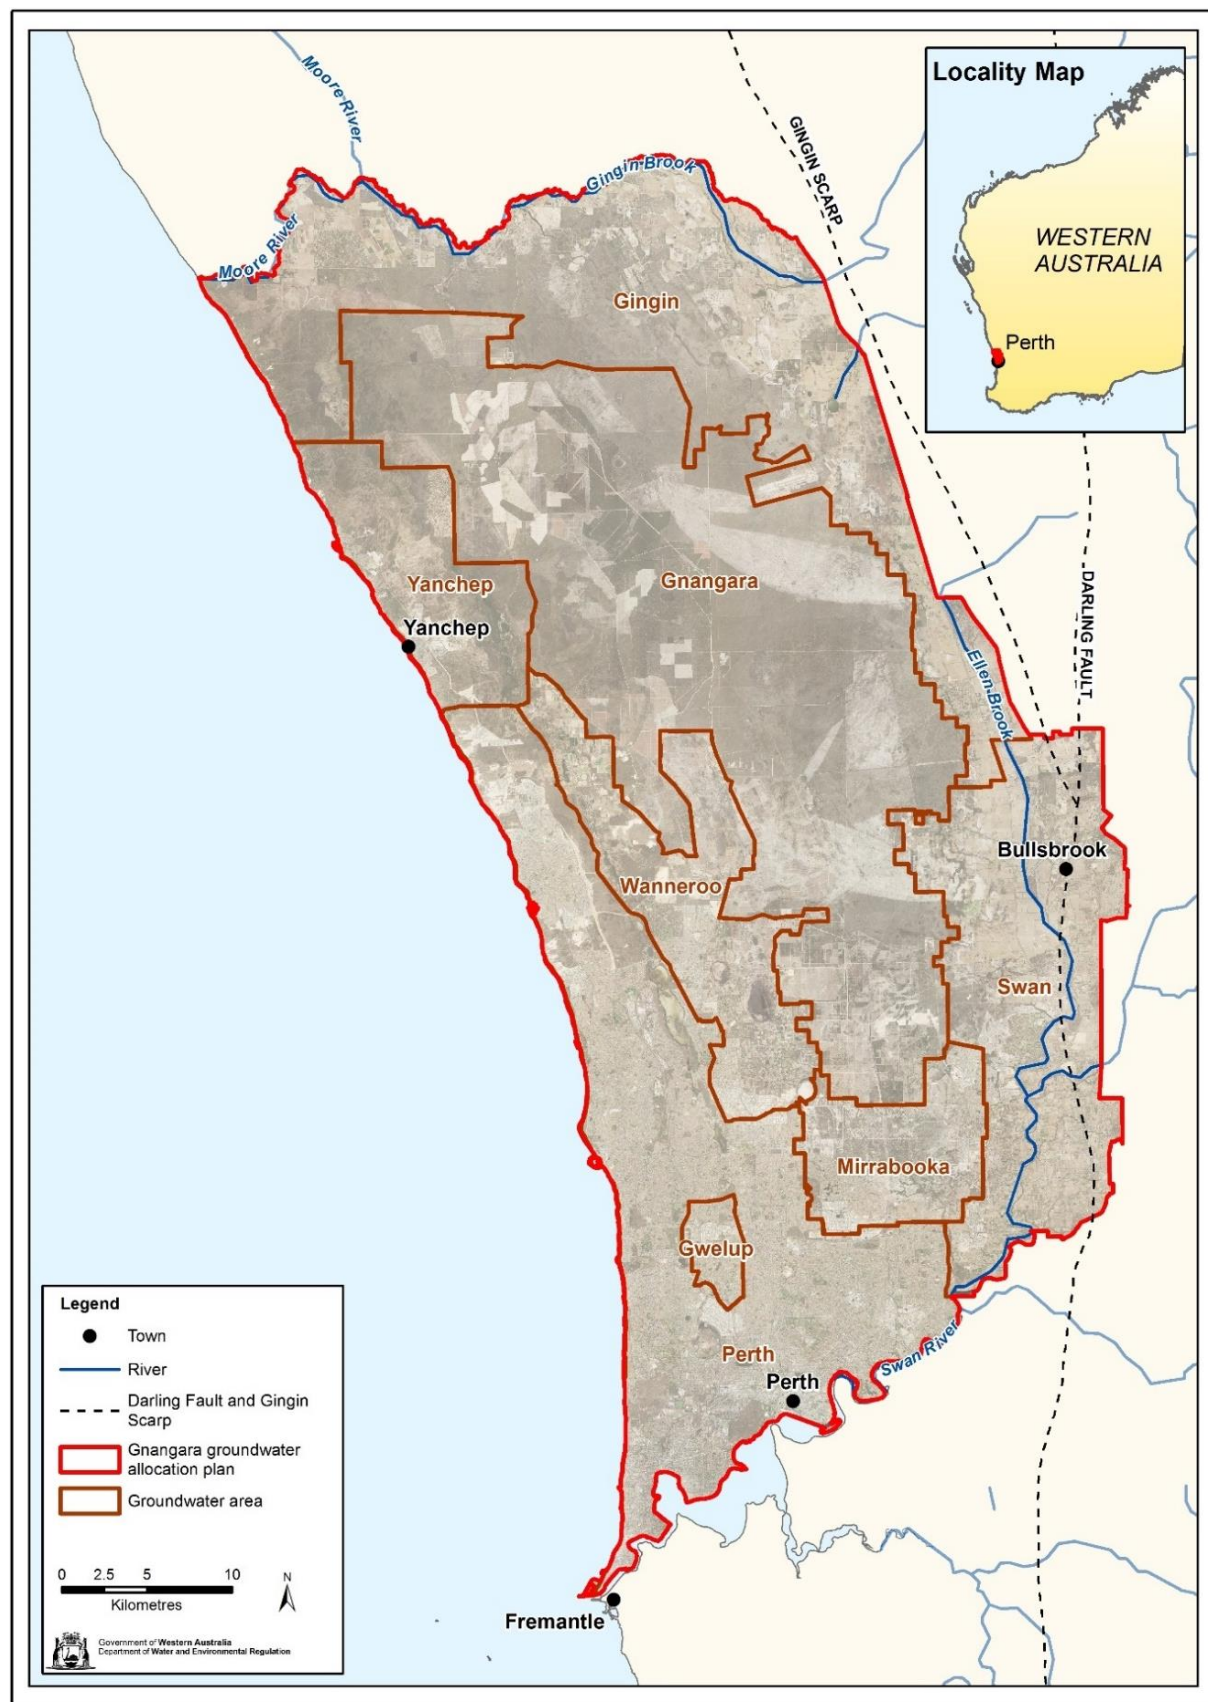 Moore River
GINGIN SCARP
Locality Map
WESTERN
AUSTRALIA
Perth
Gingin Brook
Moore River
Gingin
Yanchep
Gnangara
DARLING FAULT
Yanchep
Ellen Brook
Bullsbrook
Wanneroo
Swan
Mirrabooka
Gwelup
Perth
Swan River
Perth
Fremantle
Legend
Town
River
Darling Fault and Gingin
Scarp
Gnangara groundwater
allocation plan
Groundwater area
0 2.5 5 10
Kilometres
N
Government of Western Australia
Department of Water and Environmental Regulation